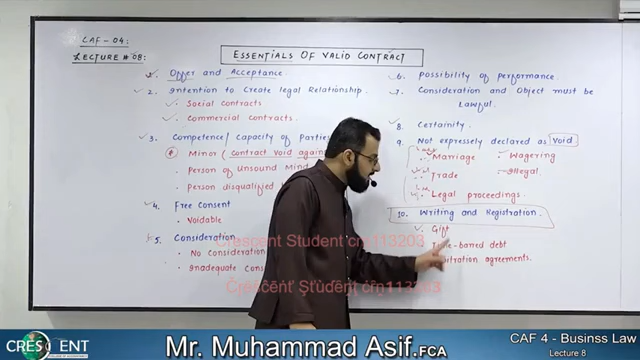 CAF - 04:
LECTURE # 08:
ESSENTIALS OF VALID CONTRACT
1. Offer and Acceptance
2. Intention to Create legal Relationship.
Social contracts
Commercial contracts.
3. Competence/Capacity of Parties
Minor (contract void again
Person of Unsound Mind
Person disqualified
4. Free Consent
Voidable
5. Consideration
No consideration
Inadequate Cons
6. Possibility of Performance.
7. Consideration and Object must be
Lawful.
8. Certainity.
9. Not expressely declared as void
Marriage
Wagering
Trade
illegal
Legal proceedings
10. Writing and Registration.
Gift
barred debt
agreements.
Crescent Student crn113203
Crescent Student crn113203
CRESCENT
Mr. Muhammad Asif.FCA
CAF 4 - Businss Law
Lecture 8